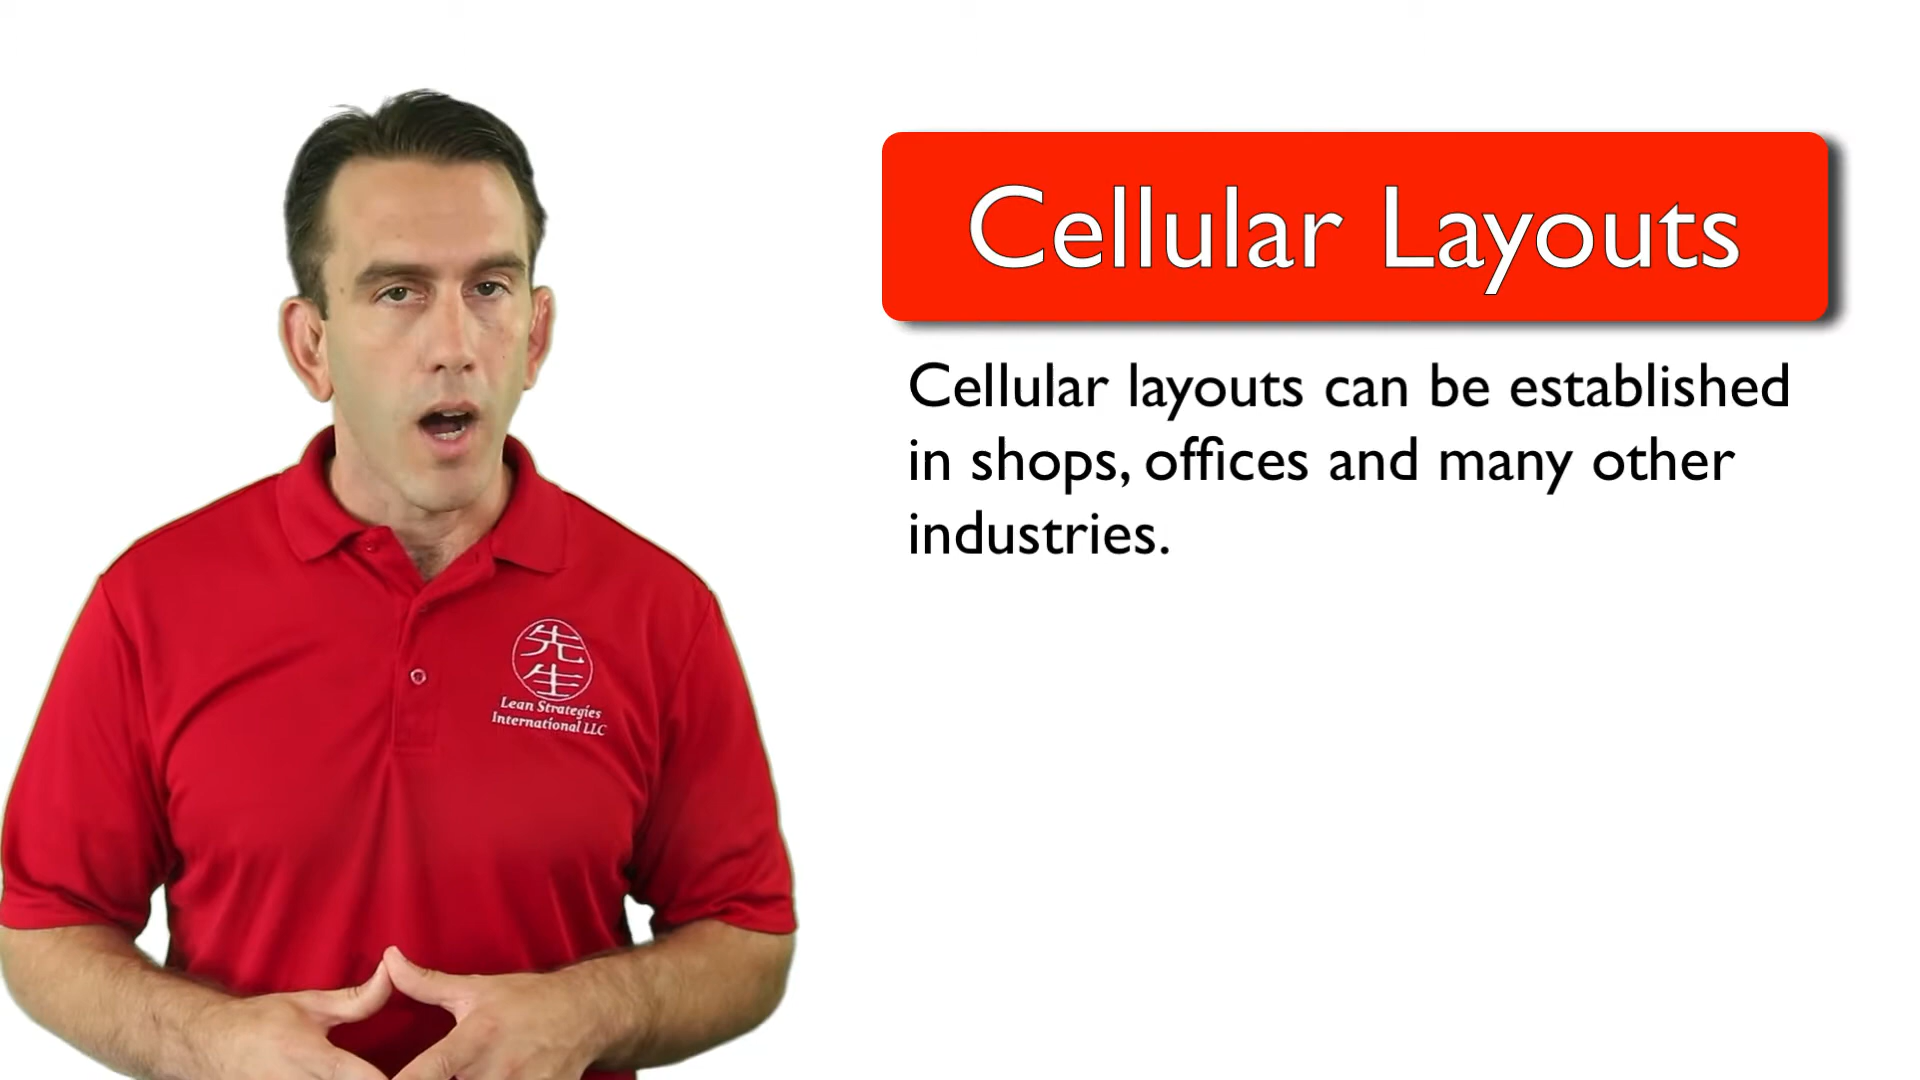 Cellular Layouts
Cellular layouts can be established
in shops, offices and many other
industries.
先
生
Lean Strategies
International LLC